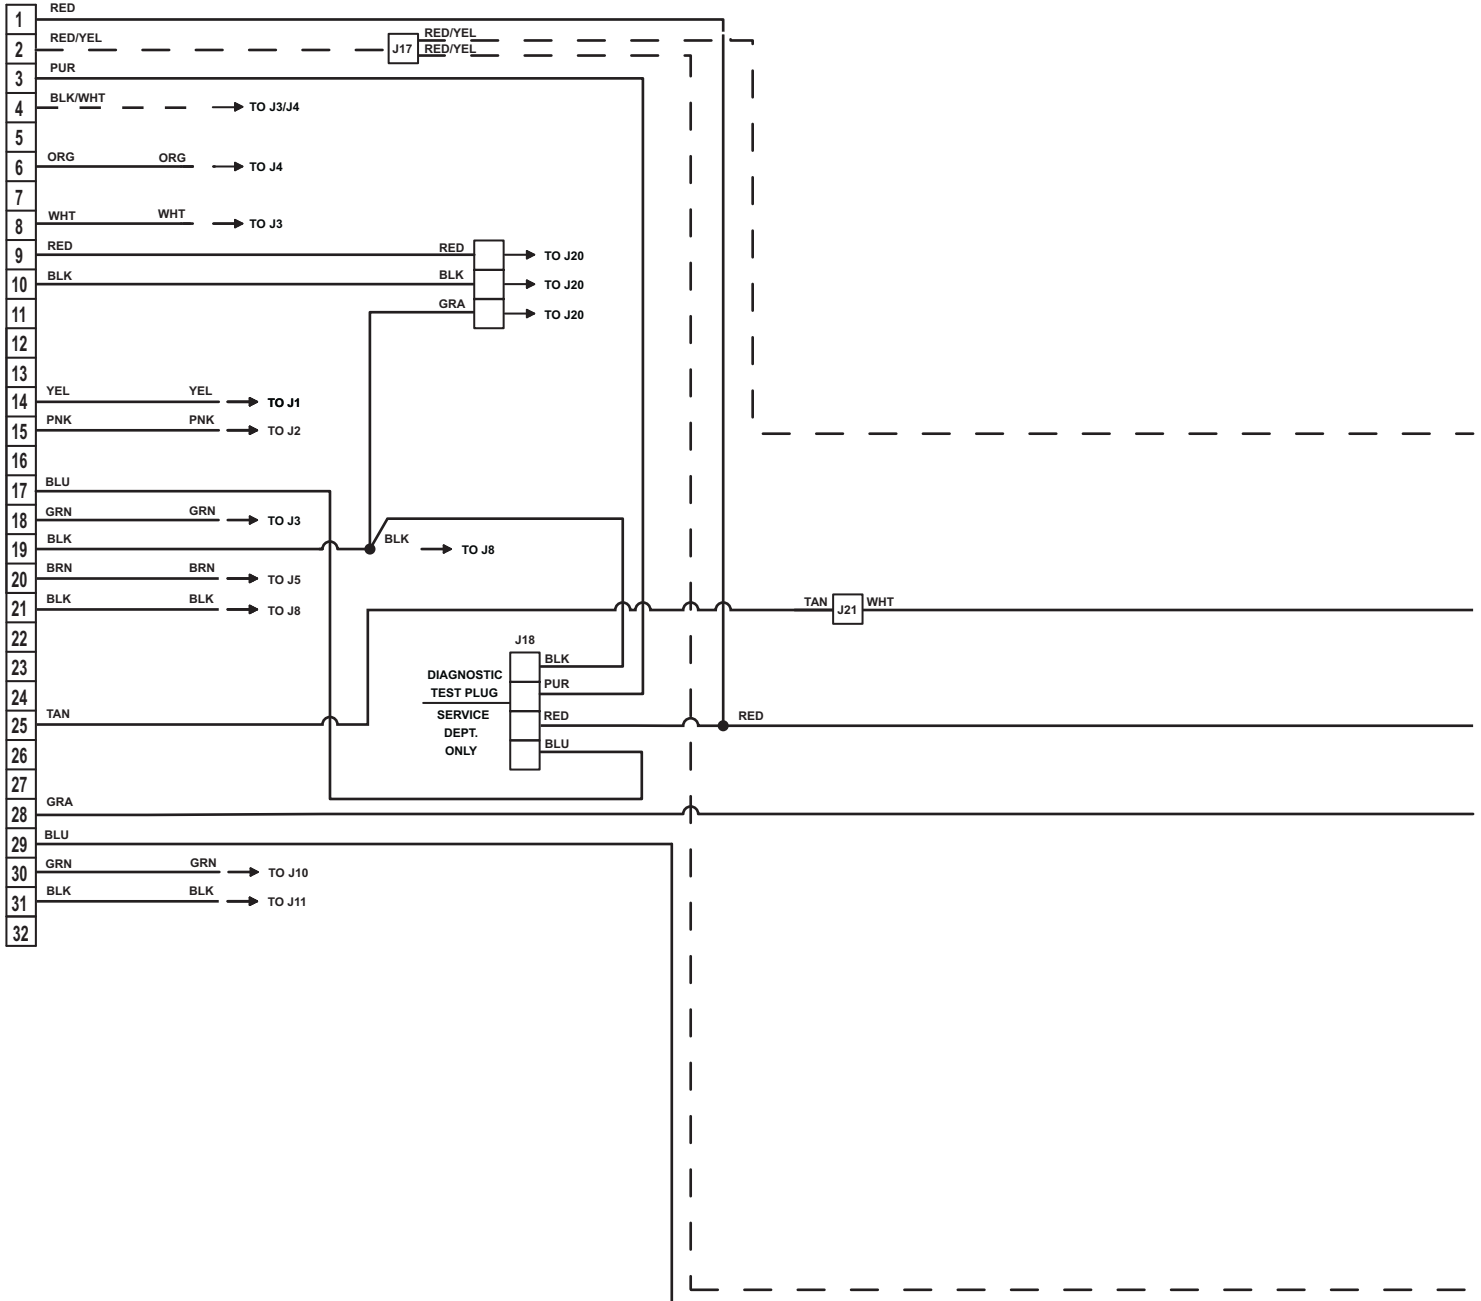 1 RED
2 RED/YEL J17 RED/YEL
RED/YEL
3 PUR
4 BLK/WHT TO J3/J4
5
6 ORG ORG TO J4
7
8 WHT WHT TO J3
9 RED RED TO J20
10 BLK BLK TO J20
11 GRA TO J20
12
13
14 YEL YEL TO J1
15 PNK PNK TO J2
16
17 BLU
18 GRN GRN TO J3
19 BLK BLK TO J8
20 BRN BRN TO J5
21 BLK BLK TO J8 TAN J21 WHT
22
J18
23 BLK
DIAGNOSTIC
24 TEST PLUG PUR
25 TAN SERVICE RED RED
DEPT.
26 ONLY BLU
27
28 GRA
29 BLU
30 GRN GRN TO J10
31 BLK BLK TO J11
32